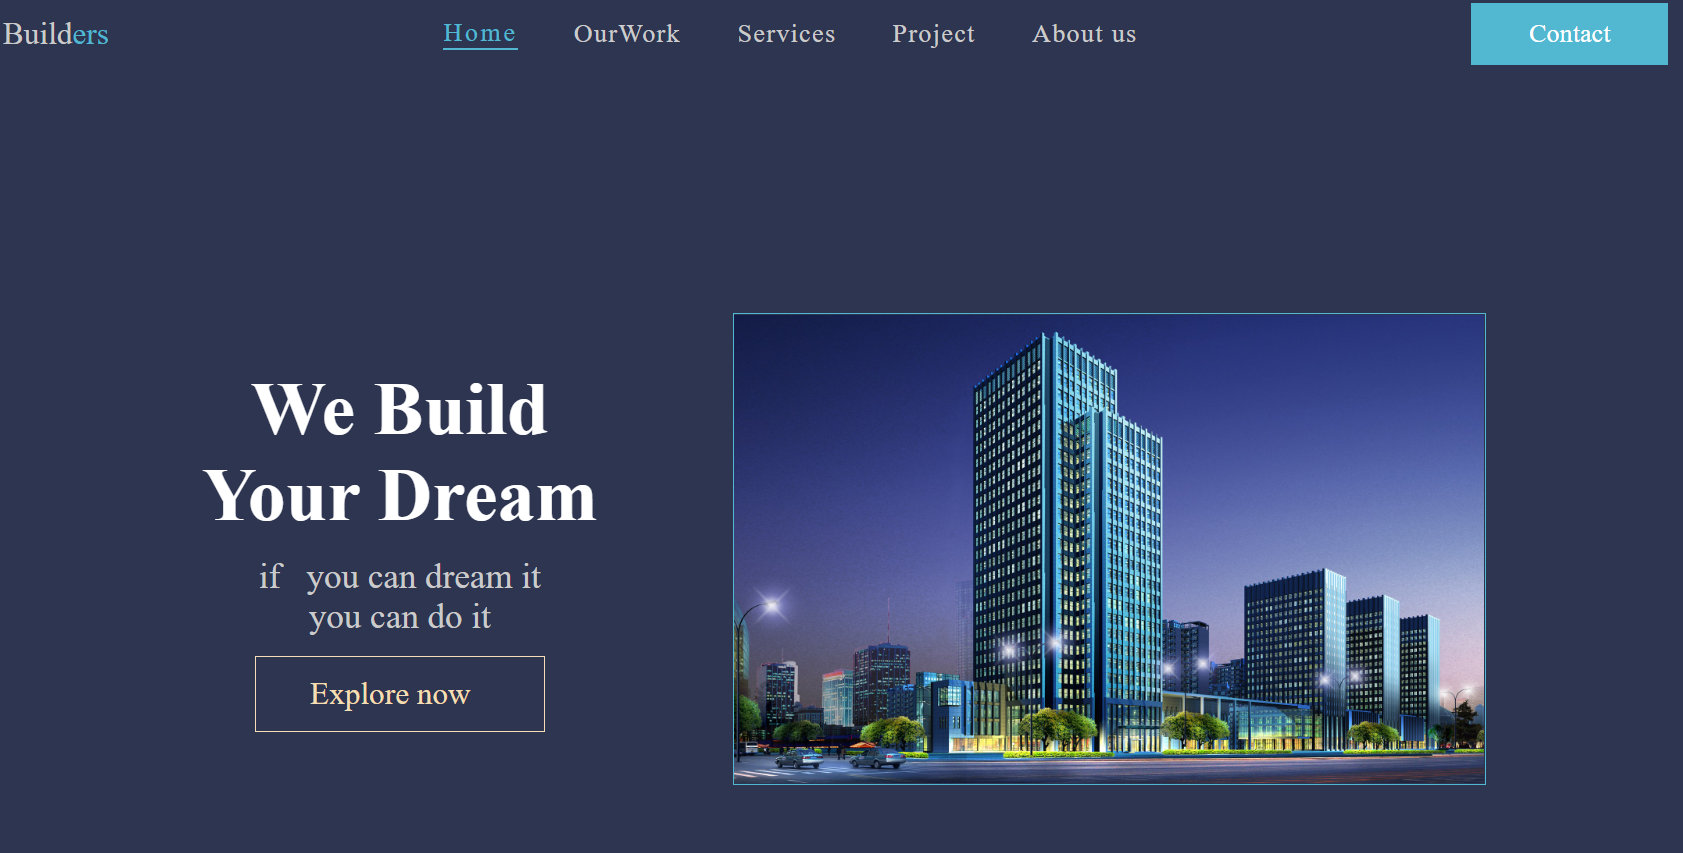 Builders
Home OurWork Services Project About us
Contact
We Build
Your Dream
if you can dream it
you can do it
Explore now